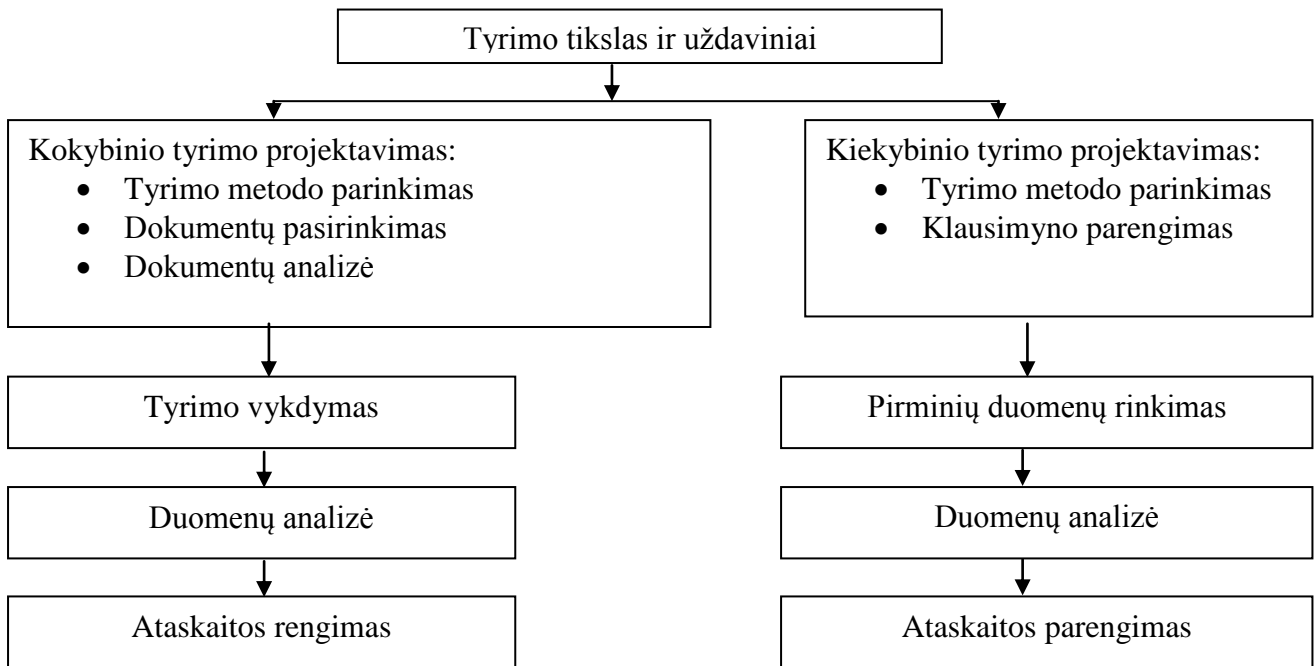 Tyrimo tikslas ir uždaviniai
Kokybinio tyrimo projektavimas:
• Tyrimo metodo parinkimas
• Dokumentų pasirinkimas
• Dokumentų analizė
Kiekybinio tyrimo projektavimas:
• Tyrimo metodo parinkimas
• Klausimyno parengimas
Tyrimo vykdymas
Pirminių duomenų rinkimas
Duomenų analizė
Duomenų analizė
Ataskaitos rengimas
Ataskaitos parengimas